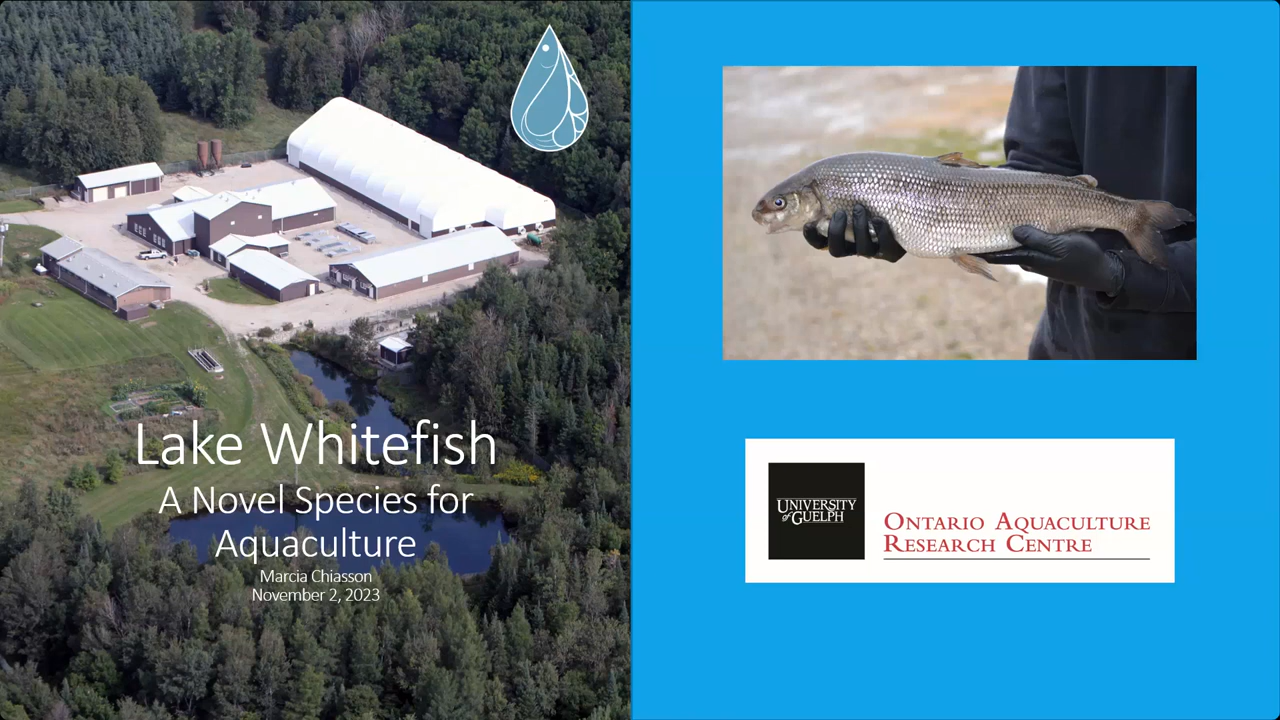 Lake Whitefish
A Novel Species for
Aquaculture
Marcia Chiasson
November 2, 2023
UNIVERSITY
of GUELPH
ONTARIO AQUACULTURE
RESEARCH CENTRE